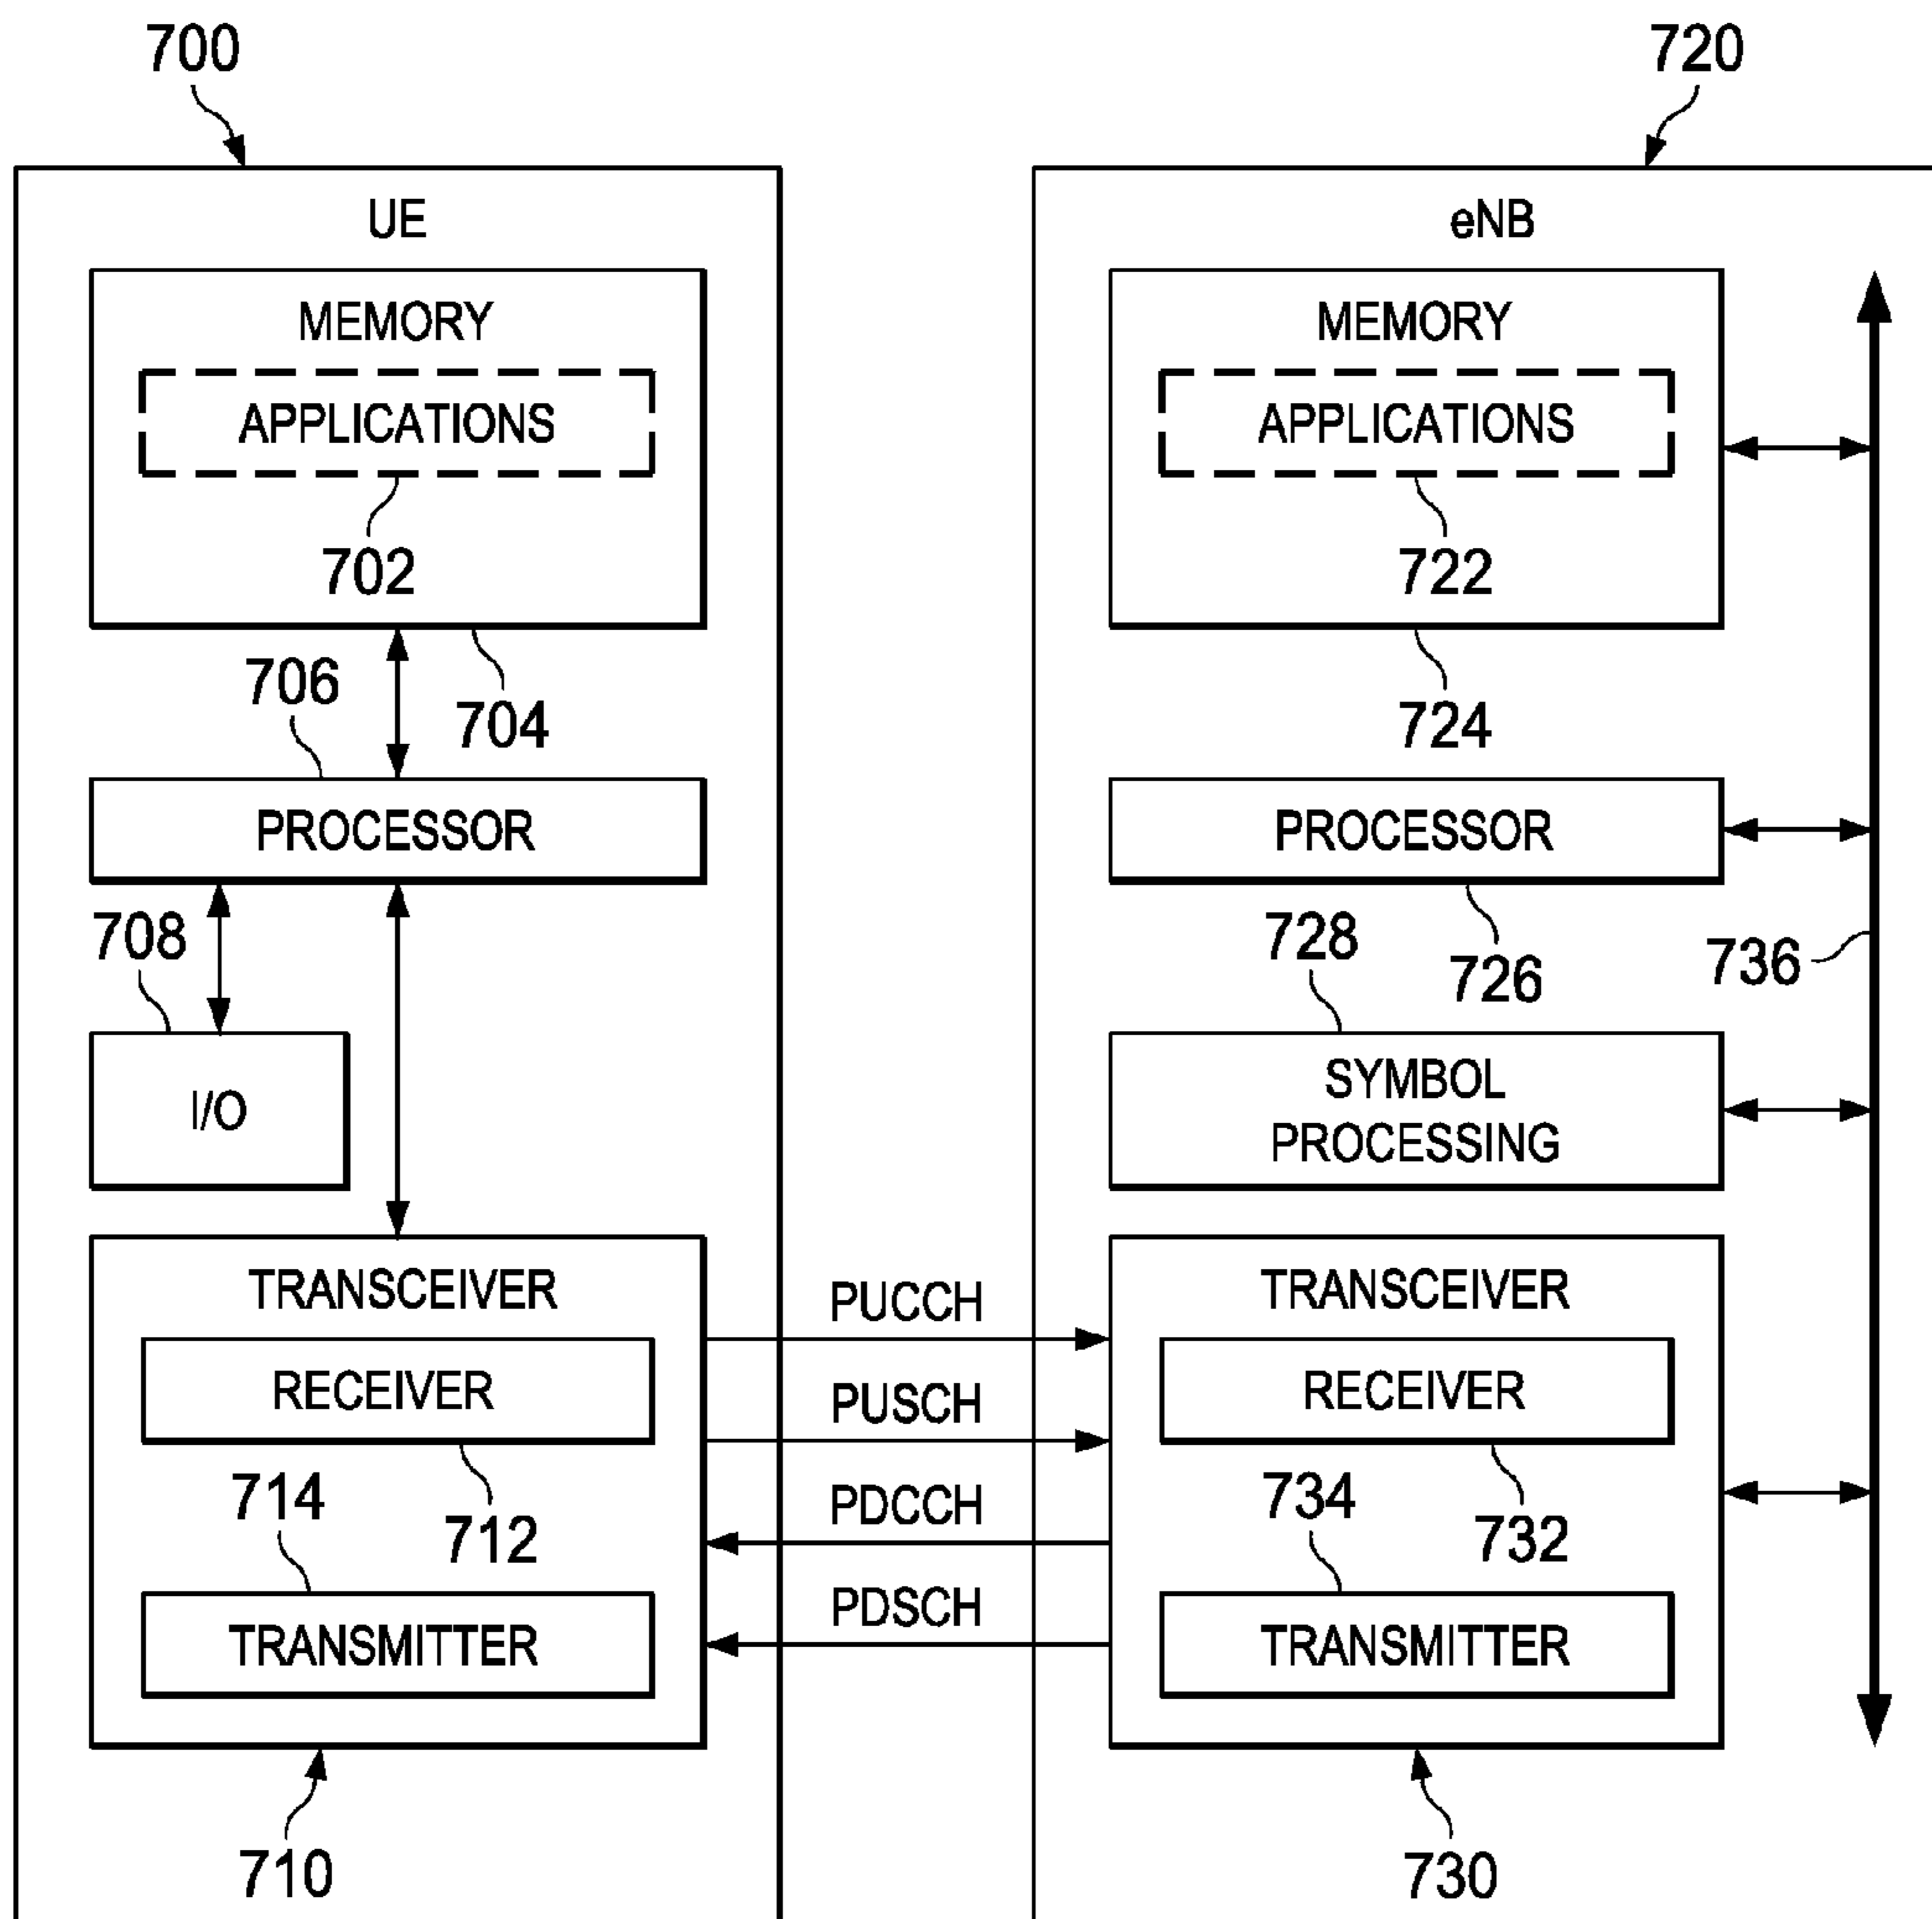 700
720
UE
MEMORY
APPLICATIONS
702
706
704
PROCESSOR
708
I/O
TRANSCEIVER
RECEIVER
714
712
TRANSMITTER
710
PUCCH
PUSCH
PDCCH
PDSCH
eNB
MEMORY
APPLICATIONS
722
724
PROCESSOR
728
726
736
SYMBOL
PROCESSING
TRANSCEIVER
RECEIVER
734
732
TRANSMITTER
730